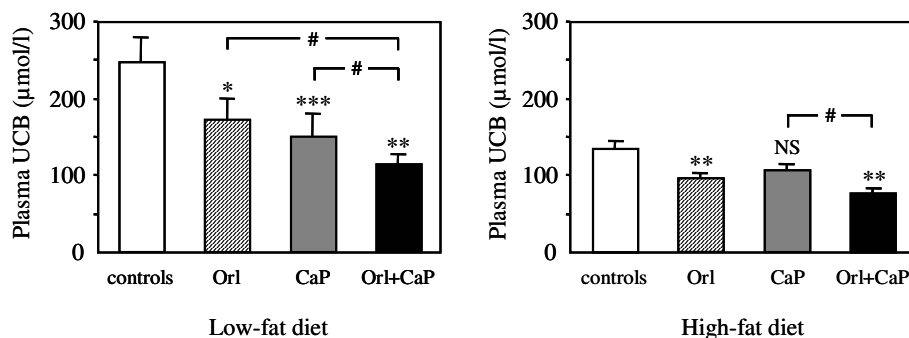 Plasma UCB (µmol/l)
300
200
100
0
#
#
*
***
**
controls
Orl
CaP
Orl+CaP
Low-fat diet
Plasma UCB (µmol/l)
300
200
100
0
#
**
NS
**
controls
Orl
CaP
Orl+CaP
High-fat diet